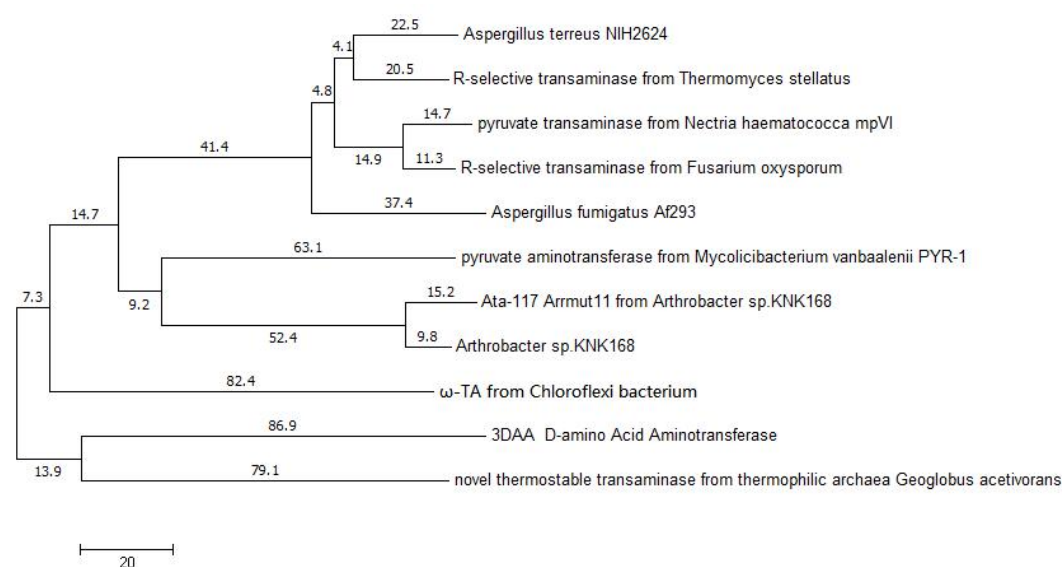 22.5
Aspergillus terreus NIH2624
4.1
20.5
R-selective transaminase from Thermomyces stellatus
4.8
14.7
pyruvate transaminase from Nectria haematococca mpVI
41.4
14.9
11.3
R-selective transaminase from Fusarium oxysporum
37.4
Aspergillus fumigatus Af293
14.7
63.1
pyruvate aminotransferase from Mycolicibacterium vanbaalenii PYR-1
7.3
9.2
15.2
Ata-117 Arrmut11 from Arthrobacter sp.KNK168
52.4
9.8
Arthrobacter sp.KNK168
82.4
ω-TA from Chloroflexi bacterium
86.9
3DAA D-amino Acid Aminotransferase
13.9
79.1
novel thermostable transaminase from thermophilic archaea Geoglobus acetivorans
20